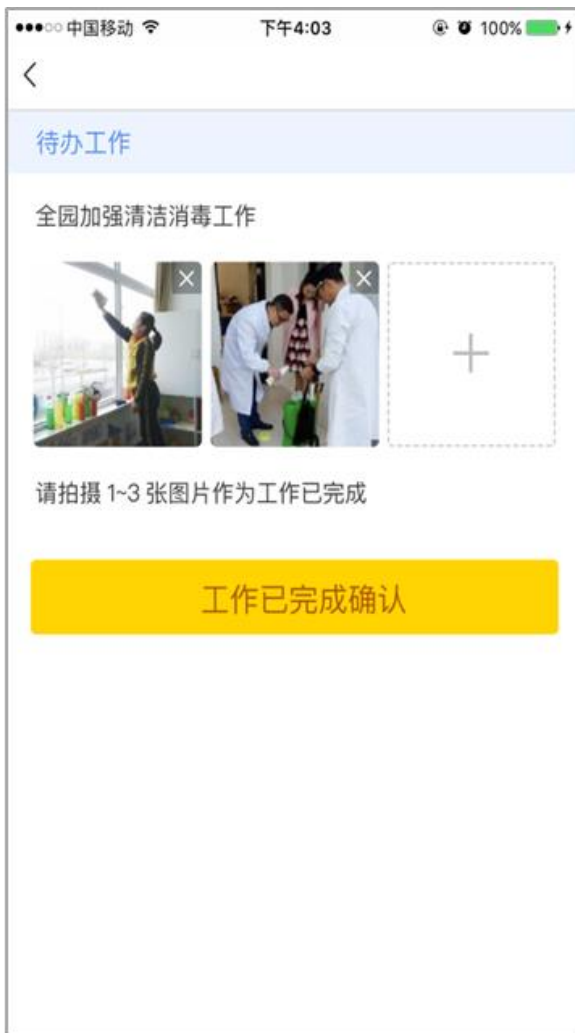 中国移动 下午4:03 100%
待办工作
全园加强清洁消毒工作
请拍摄 1~3 张图片作为工作已完成
工作已完成确认